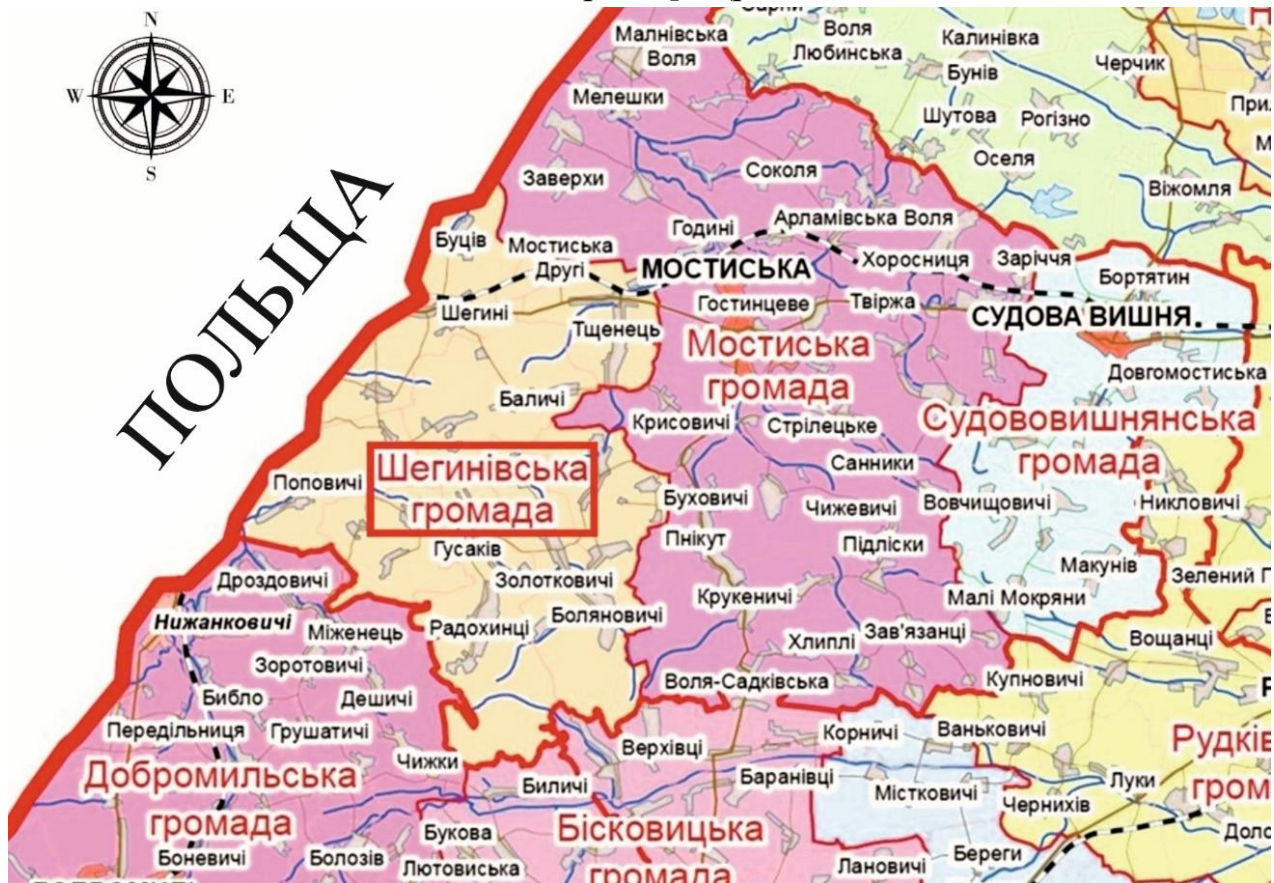 N
W
E
S
ПОЛЬЩА
Малнівська
Воля
Воля
Любинська
Калинівка
Бунів
Черчик
Мелешки
Шутова
Рогізно
Оселя
Заверхи
Соколя
Віжомля
Буців
Мостиська
Другі
Годині
Арламівська Воля
МОСТИСЬКА
Хоросниця
Заріччя
Бортятин
Шегині
Гостинцеве
Твіржа
СУДОВА ВИШНЯ
Тщенець
Мостиська
громада
Довгомостиська
Баличі
Крисовичі
Стрілецьке
Судововишнянська
громада
Шегинівська
громада
Поповичі
Санники
Буховичі
Чижевичі
Вовчищовичі
Никловичі
Гусаків
Пнікут
Підліски
Макунів
Дроздовичі
Золотковичі
Зелений Г
Нижанковичі
Крукеничі
Малі Мокряни
Міженець
Радохинці
Боляновичі
Хлиплі
Зав'язанці
Вощанці
Зоротовичі
Библо
Дешичі
Воля-Садківська
Купновичі
Передільниця
Грушатичі
Чижки
Верхівці
Корничі
Ваньковичі
Рудків
гром
Добромильська
громада
Биличі
Баранівці
Містковичі
Чернихів
Луки
Бісковицька
громада
Букова
Боневичі
Болозів
Лютовиська
Лановичі
Береги
Доло